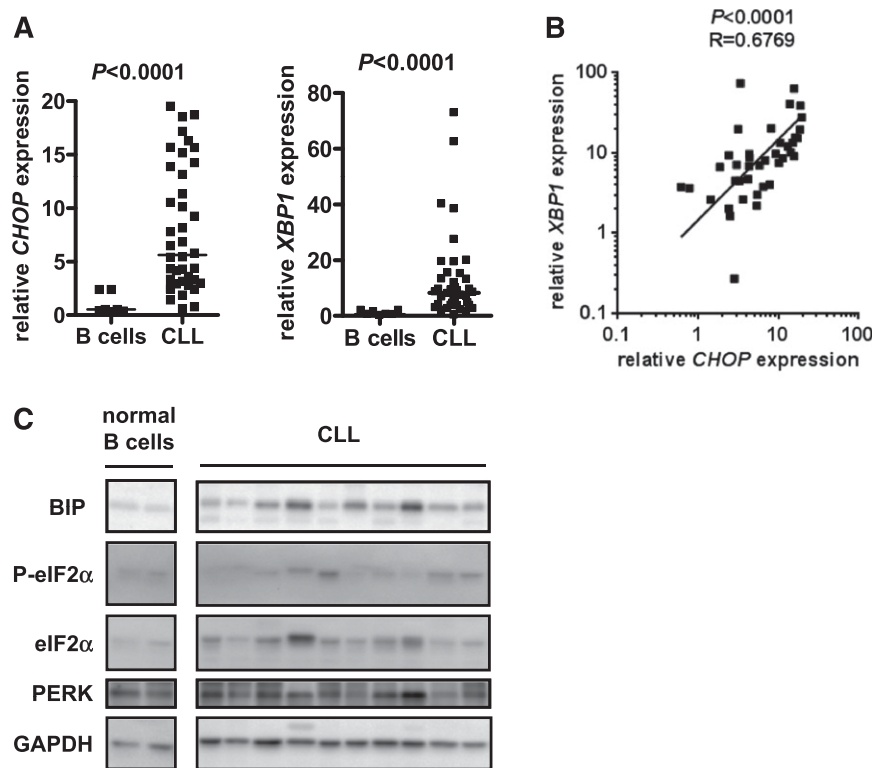 A
P<0.0001
relative CHOP expression
20
15
10
5
0
B cells
CLL
P<0.0001
relative XBP1 expression
80
60
40
20
0
B cells
CLL
B
P<0.0001
R=0.6769
relative XBP1 expression
100
10
1
0.1
0.1
1
10
100
relative CHOP expression
C
normal
B cells
CLL
BIP
P-eIF2α
eIF2α
PERK
GAPDH